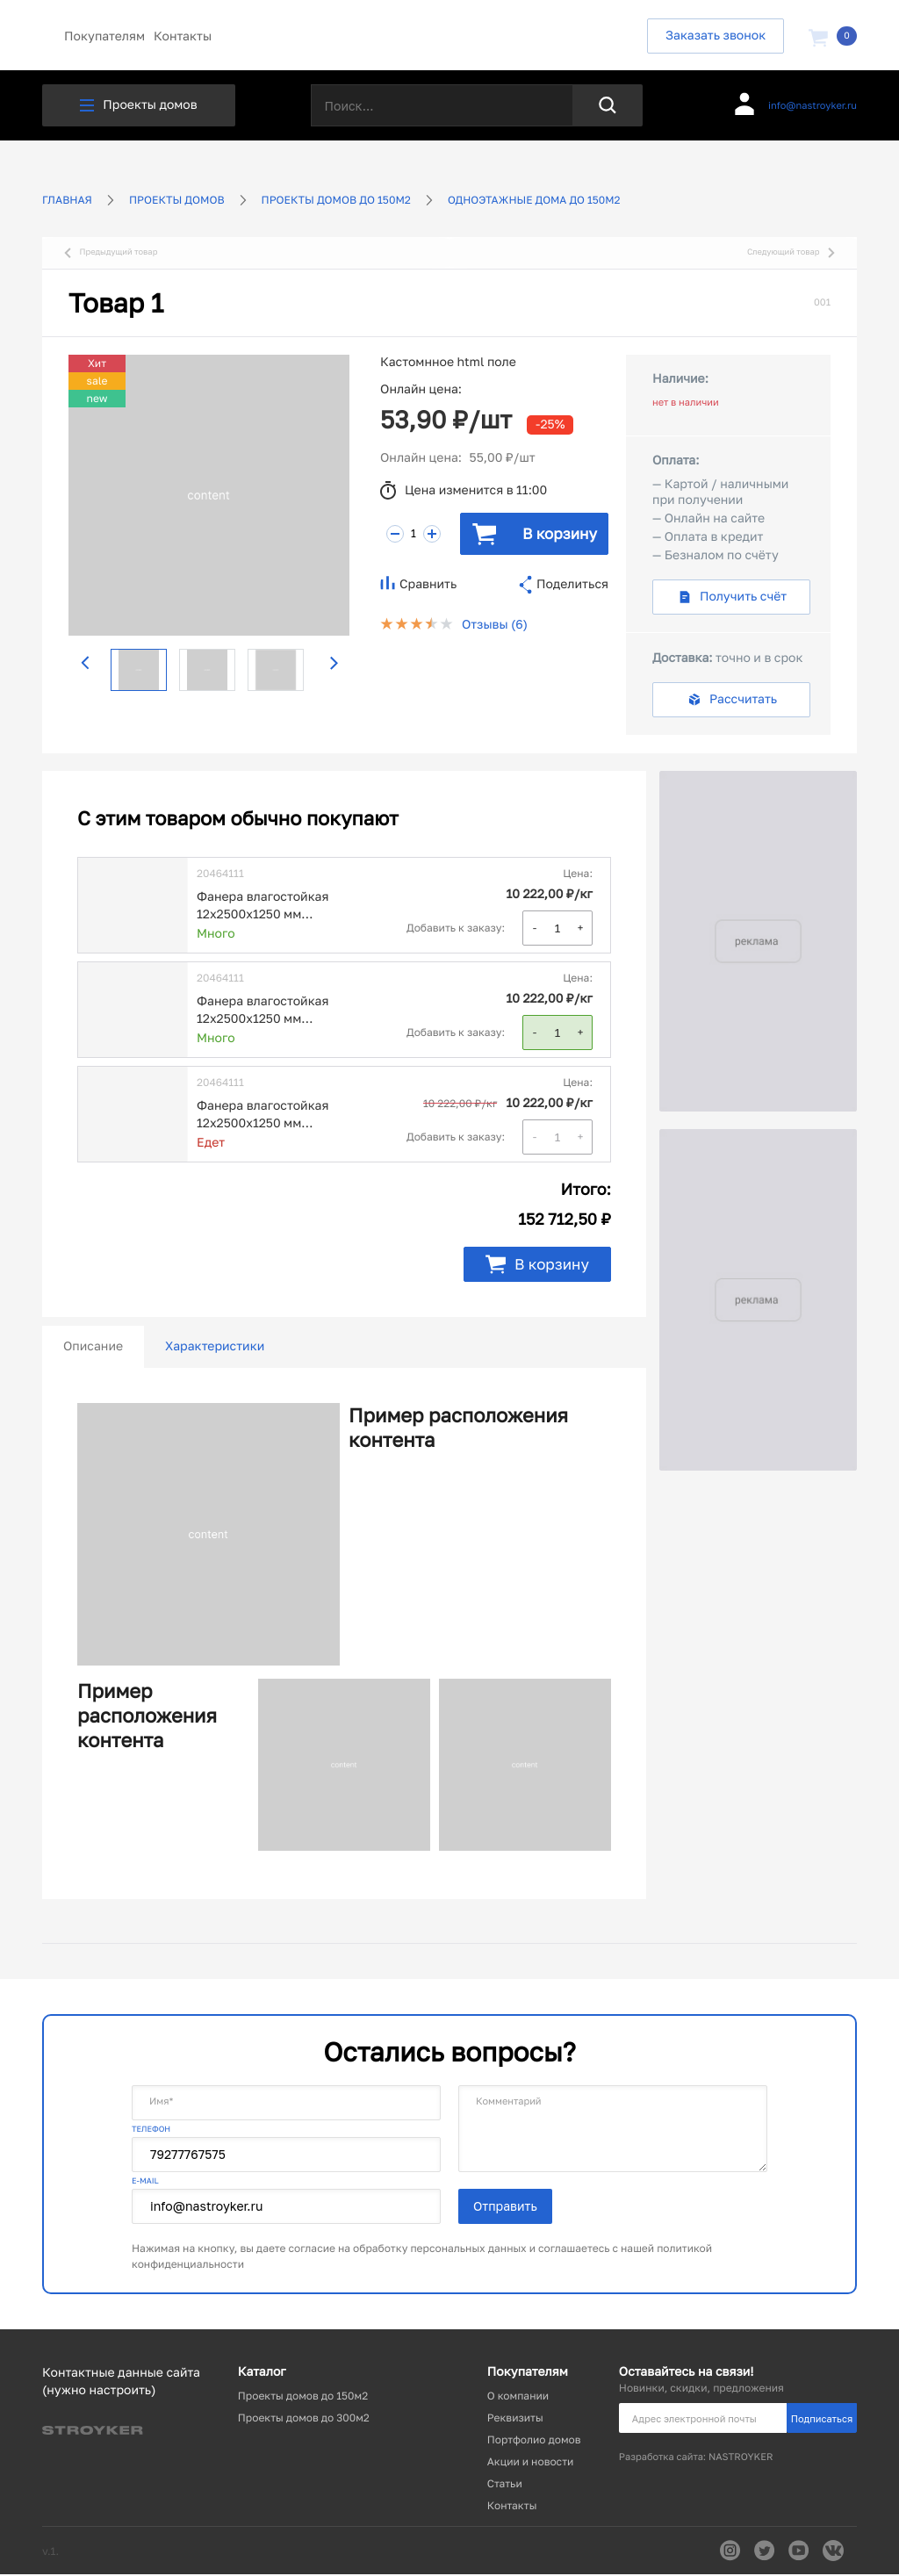 Покупателям Контакты
Заказать звонок
0
Проекты домов
Поиск...
info@nastroyker.ru
ГЛАВНАЯ
ПРОЕКТЫ ДОМОВ
ПРОЕКТЫ ДОМОВ ДО 150М2
ОДНОЭТАЖНЫЕ ДОМА ДО 150М2
Предыдущий товар
Следующий товар
Товар 1
001
Хит
sale
new
content
Кастомнное html поле
Онлайн цена:
53,90 ₽/шт
-25%
Онлайн цена: 55,00 ₽/шт
Цена изменится в 11:00
1
В корзину
Сравнить
Поделиться
Отзывы (6)
Наличие:
нет в наличии
Оплата:
— Картой / наличными
при получении
— Онлайн на сайте
— Оплата в кредит
— Безналом по счёту
Получить счёт
Доставка: точно и в срок
Рассчитать
С этим товаром обычно покупают
20464111
Фанера влагостойкая
12х2500х1250 мм...
Много
Цена:
10 222,00 ₽/кг
Добавить к заказу:
- 1 +
20464111
Фанера влагостойкая
12х2500х1250 мм...
Много
Цена:
10 222,00 ₽/кг
Добавить к заказу:
- 1 +
20464111
Фанера влагостойкая
12х2500х1250 мм...
Едет
Цена:
10 222,00 ₽/кг 10 222,00 ₽/кг
Добавить к заказу:
- 1 +
Итого:
152 712,50 ₽
В корзину
реклама
реклама
Описание
Характеристики
content
Пример расположения
контента
Пример
расположения
контента
content
content
Остались вопросы?
Имя*
ТЕЛЕФОН
79277767575
E-MAIL
info@nastroyker.ru
Комментарий
Отправить
Нажимая на кнопку, вы даете согласие на обработку персональных данных и соглашаетесь с нашей политикой
конфиденциальности
Контактные данные сайта
(нужно настроить)
STROYKER
Каталог
Проекты домов до 150м2
Проекты домов до 300м2
Покупателям
О компании
Реквизиты
Портфолио домов
Акции и новости
Статьи
Контакты
Оставайтесь на связи!
Новинки, скидки, предложения
Адрес электронной почты
Подписаться
Разработка сайта: NASTROYKER
v.1.